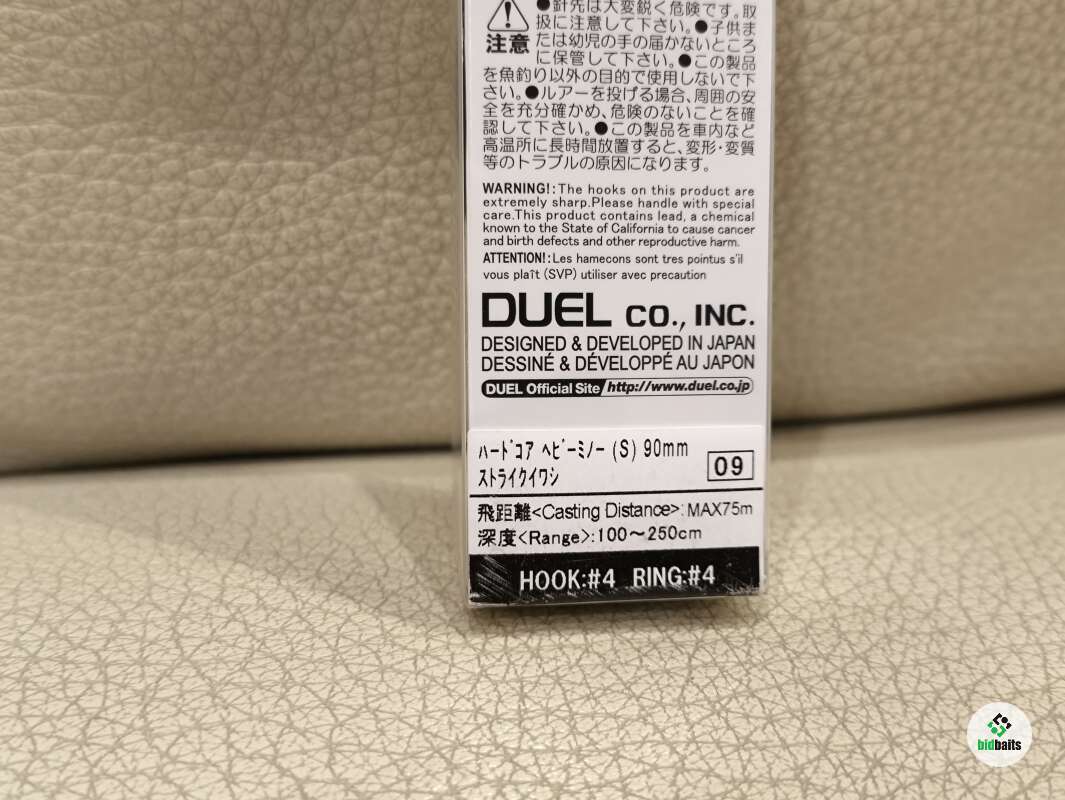 ●針先は大変鋭く危険です。取
扱に注意して下さい。●子供ま
注意
たは幼児の手の届かないところ
に保管して下さい。●この製品
を魚釣り以外の目的で使用しないで下
さい。●ルアーを投げる場合、周囲の安
全を充分確かめ、危険のないことを確
認して下さい。●この製品を車内など
高温所に長時間放置すると、変形・変質
等のトラブルの原因になります。
WARNING!: The hooks on this product are
extremely sharp.Please handle with special
care.This product contains lead, a chemical
known to the State of California to cause cancer
and birth defects and other reproductive harm.
ATTENTION!: Les hamecons sont tres pointus s'il
vous plaît (SVP) utiliser avec precaution
DUEL CO., INC.
DESIGNED & DEVELOPED IN JAPAN
DESSINÉ & DÉVELOPPÉ AU JAPON
DUEL Official Site http://www.duel.co.jp
ハードコア ヘビーミノー (S) 90mm
ストライクイワシ 09
飛距離<Casting Distance>: MAX75m
深度<Range>:100〜250cm
HOOK:#4 RING:#4
bidbaits